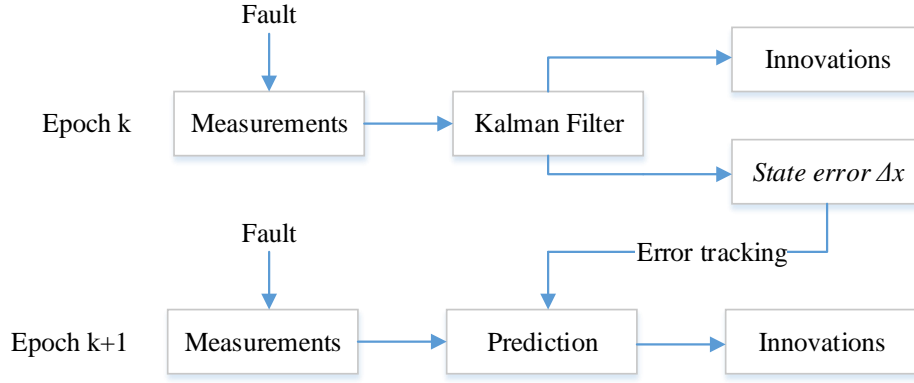 Fault
Innovations
Epoch k
Measurements
Kalman Filter
State error Δx
Fault
Error tracking
Epoch k+1
Measurements
Prediction
Innovations